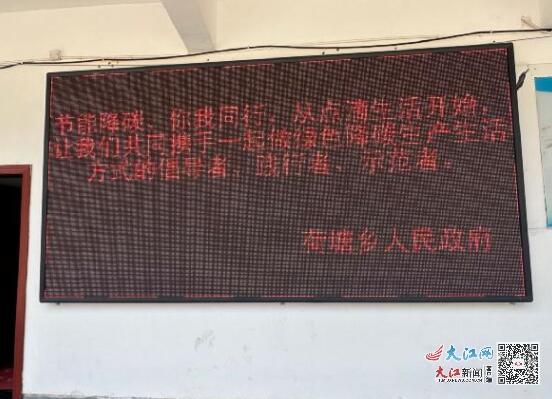 节能降碳，你我同行，从点滴生活开始，
让我们共同携手一起做绿色降碳生产生活
方式的倡导者、践行者、示范者。
荷塘乡人民政府
大江网
大江新闻